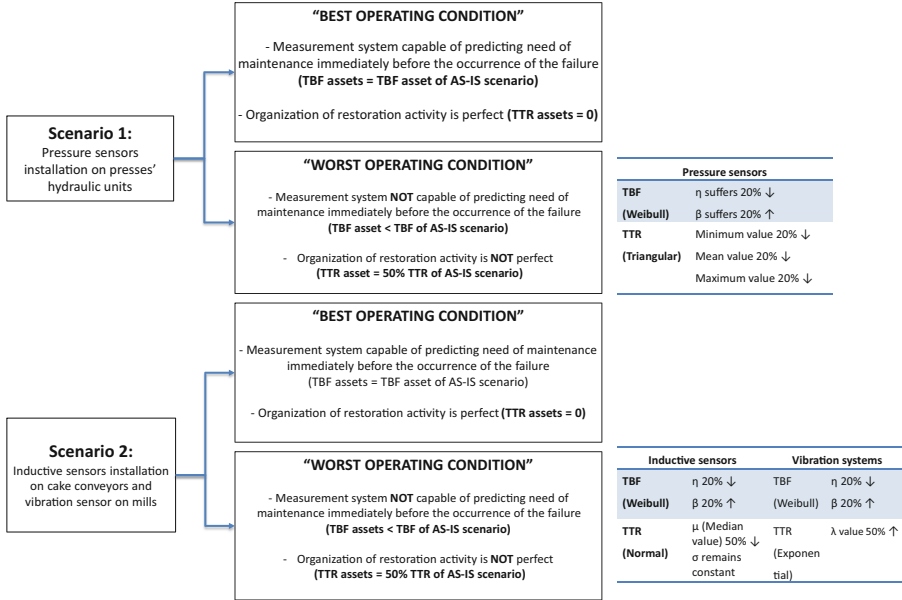 “BEST OPERATING CONDITION”
- Measurement system capable of predicting need of
maintenance immediately before the occurrence of the failure
(TBF assets = TBF asset of AS-IS scenario)
- Organization of restoration activity is perfect (TTR assets = 0)
Scenario 1:
Pressure sensors
installation on presses’
hydraulic units
“WORST OPERATING CONDITION”
- Measurement system NOT capable of predicting need of
maintenance immediately before the occurrence of the failure
(TBF asset < TBF of AS-IS scenario)
- Organization of restoration activity is NOT perfect
(TTR asset = 50% TTR of AS-IS scenario)
Pressure sensors
TBF η suffers 20% ↓
(Weibull) β suffers 20% ↑
TTR Minimum value 20% ↓
(Triangular) Mean value 20% ↓
Maximum value 20% ↓
“BEST OPERATING CONDITION”
- Measurement system capable of predicting need of maintenance
immediately before the occurrence of the failure
(TBF assets = TBF asset of AS-IS scenario)
- Organization of restoration activity is perfect (TTR assets = 0)
Scenario 2:
Inductive sensors installation
on cake conveyors and
vibration sensor on mills
“WORST OPERATING CONDITION”
- Measurement system NOT capable of predicting need of
maintenance immediately before the occurrence of the failure
(TBF assets < TBF of AS-IS scenario)
- Organization of restoration activity is NOT perfect
(TTR assets = 50% TTR of AS-IS scenario)
Inductive sensors Vibration systems
TBF η 20% ↓ TBF η 20% ↓
(Weibull) β 20% ↑ (Weibull) β 20% ↑
TTR μ (Median TTR λ value 50% ↑
(Normal) value) 50% ↓ (Exponen
σ remains tial)
constant